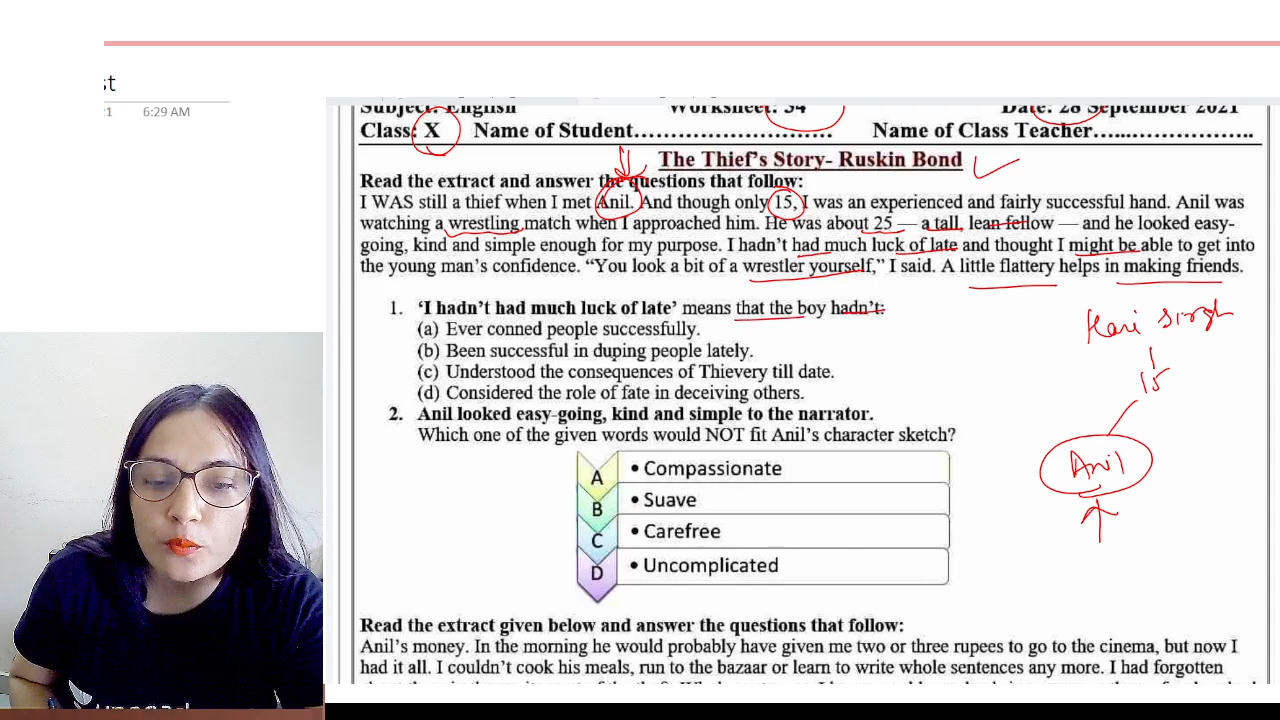 st
21 6:29 AM
Subject: English Worksheet: 34 Date: 28 September 2021
Class: X Name of Student………………………… Name of Class Teacher…...……………..
The Thief's Story- Ruskin Bond
Read the extract and answer the questions that follow:
I WAS still a thief when I met Anil. And though only 15, I was an experienced and fairly successful hand. Anil was
watching a wrestling match when I approached him. He was about 25 — a tall, lean fellow — and he looked easy-
going, kind and simple enough for my purpose. I hadn't had much luck of late and thought I might be able to get into
the young man's confidence. “You look a bit of a wrestler yourself,” I said. A little flattery helps in making friends.
1. ‘I hadn't had much luck of late’ means that the boy hadn't:
(a) Ever conned people successfully.
(b) Been successful in duping people lately.
(c) Understood the consequences of Thievery till date.
(d) Considered the role of fate in deceiving others.
Hari Singh
15
Anil
2. Anil looked easy-going, kind and simple to the narrator.
Which one of the given words would NOT fit Anil's character sketch?
A • Compassionate
B • Suave
C • Carefree
D • Uncomplicated
Read the extract given below and answer the questions that follow:
Anil's money. In the morning he would probably have given me two or three rupees to go to the cinema, but now I
had it all. I couldn't cook his meals, run to the bazaar or learn to write whole sentences any more. I had forgotten